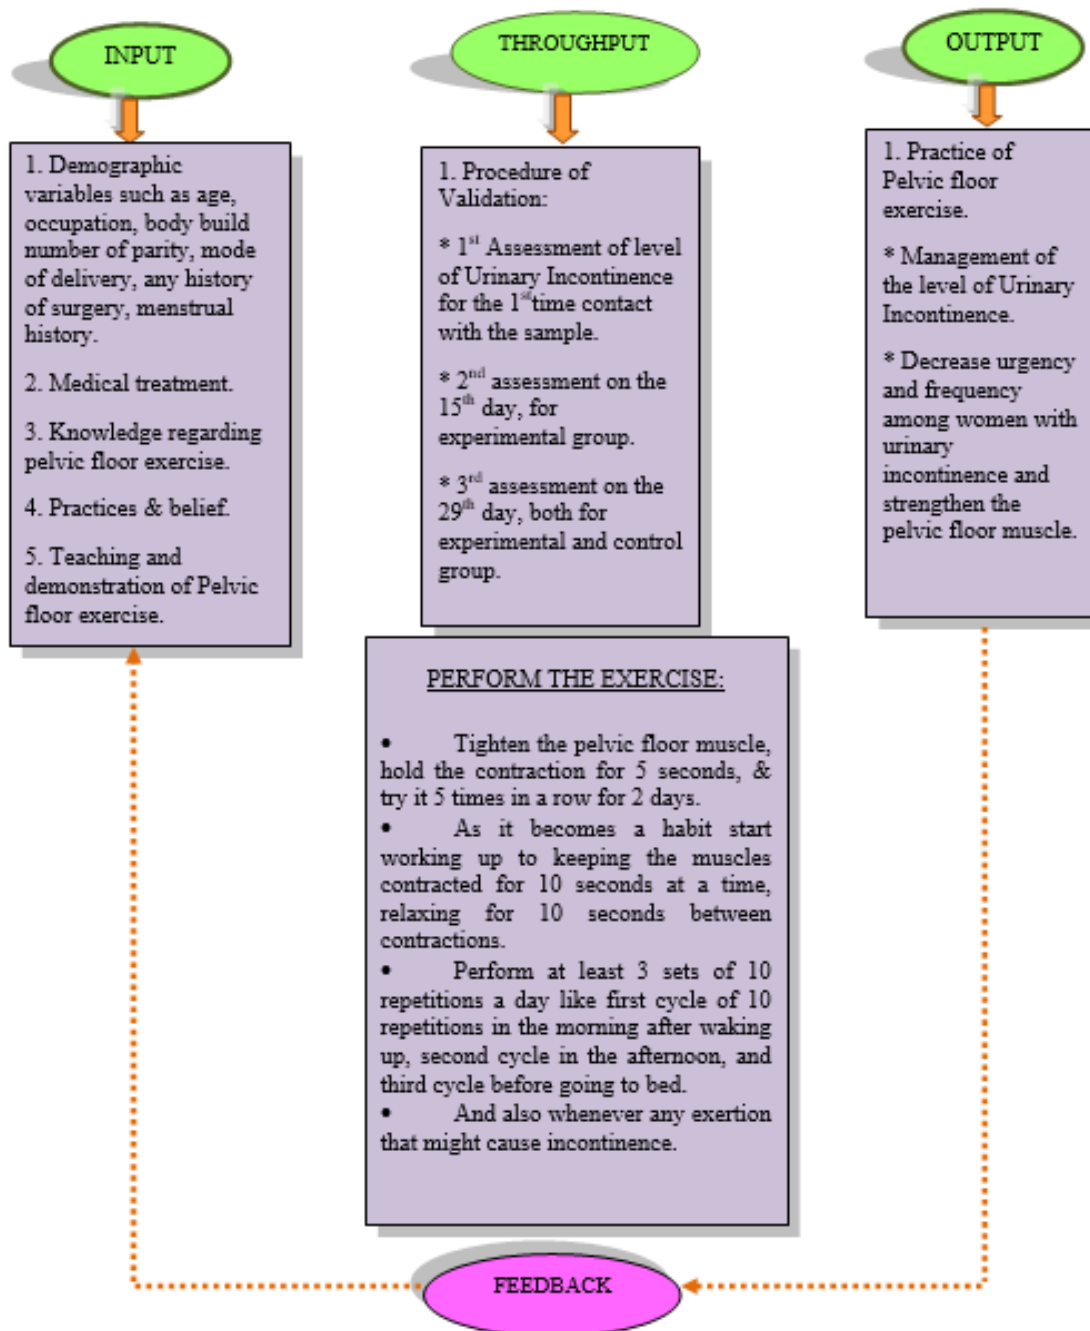 INPUT
1. Demographic
variables such as age,
occupation, body build
number of parity, mode
of delivery, any history
of surgery, menstrual
history.
2. Medical treatment.
3. Knowledge regarding
pelvic floor exercise.
4. Practices & belief.
5. Teaching and
demonstration of Pelvic
floor exercise.
THROUGHPUT
1. Procedure of
Validation:
* 1st Assessment of level
of Urinary Incontinence
for the 1st time contact
with the sample.
* 2nd assessment on the
15th day, for
experimental group.
* 3rd assessment on the
29th day, both for
experimental and control
group.
PERFORM THE EXERCISE:
• Tighten the pelvic floor muscle,
hold the contraction for 5 seconds, &
try it 5 times in a row for 2 days.
• As it becomes a habit start
working up to keeping the muscles
contracted for 10 seconds at a time,
relaxing for 10 seconds between
contractions.
• Perform at least 3 sets of 10
repetitions a day like first cycle of 10
repetitions in the morning after waking
up, second cycle in the afternoon, and
third cycle before going to bed.
• And also whenever any exertion
that might cause incontinence.
OUTPUT
1. Practice of
Pelvic floor
exercise.
* Management of
the level of Urinary
Incontinence.
* Decrease urgency
and frequency
among women with
urinary
incontinence and
strengthen the
pelvic floor muscle.
FEEDBACK